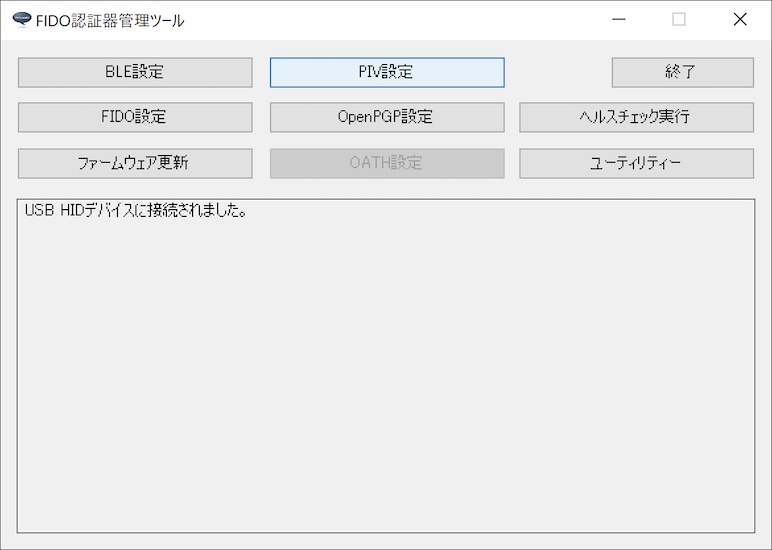 FIDO認証器管理ツール
BLE設定
PIV設定
終了
FIDO設定
OpenPGP設定
ヘルスチェック実行
ファームウェア更新
OATH設定
ユーティリティー
USB HIDデバイスに接続されました。